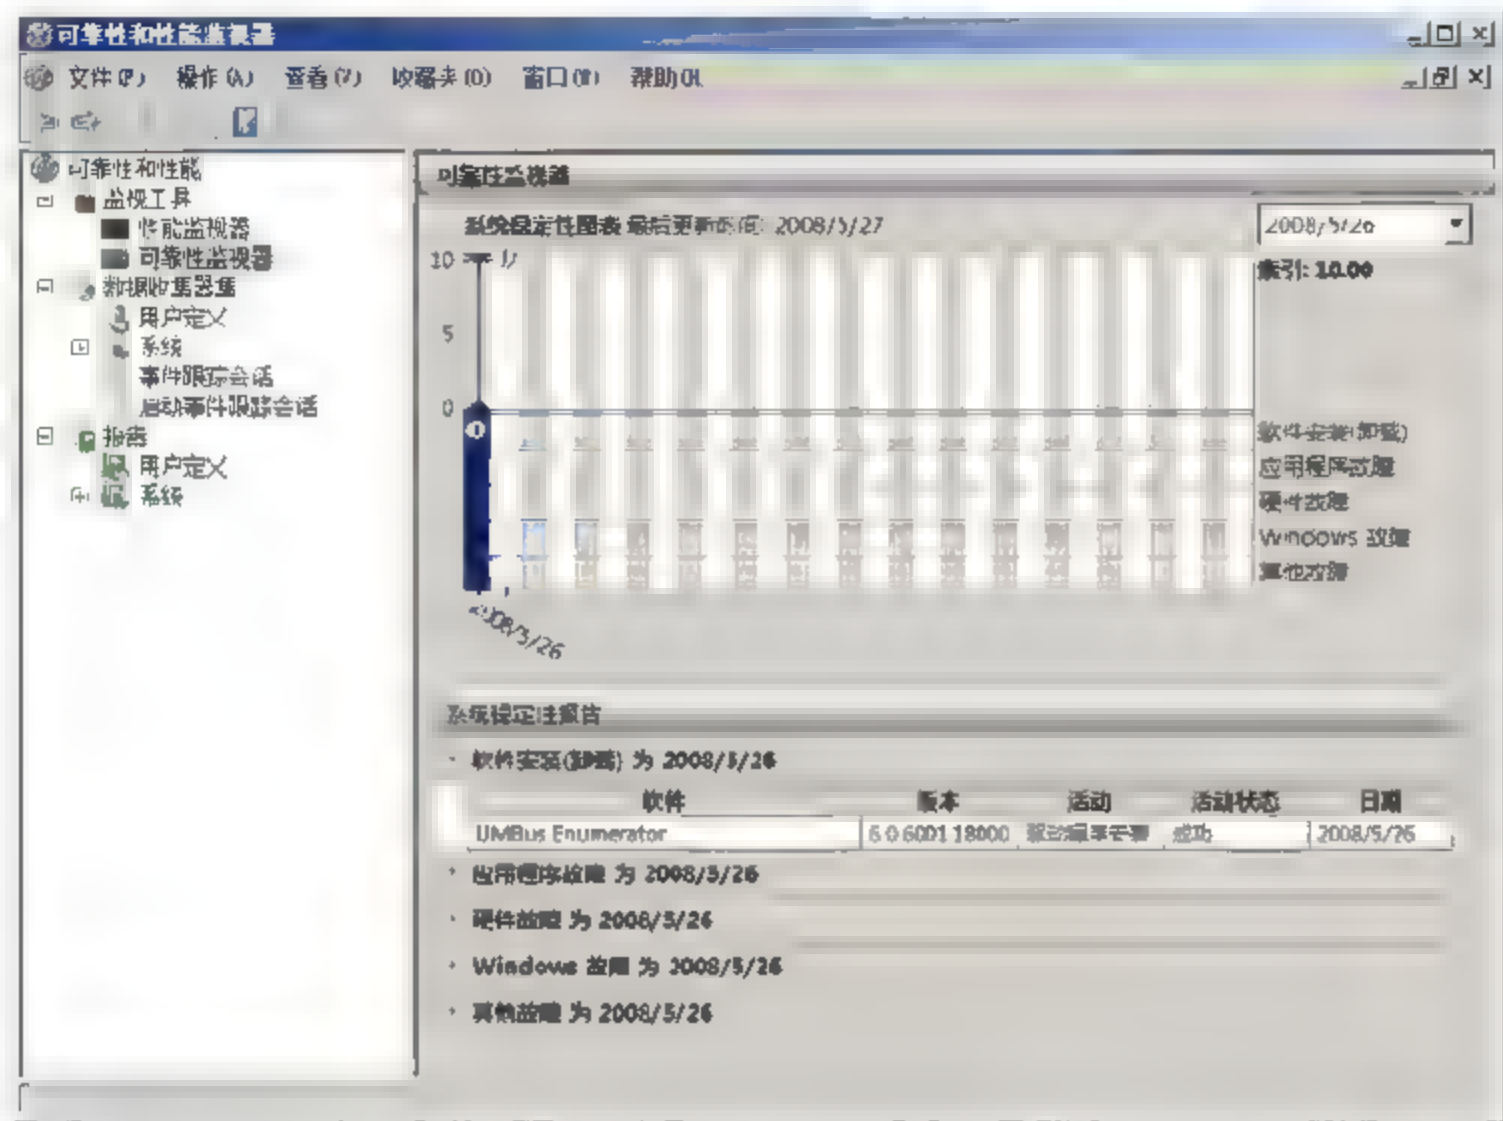 可靠性和性能监视器
文件(F) 操作(A) 查看(V) 收藏夹(O) 窗口(W) 帮助(H)
可靠性和性能
监视工具
性能监视器
可靠性监视器
数据收集器集
用户定义
系统
事件跟踪会话
启动事件跟踪会话
报告
用户定义
系统
可靠性监视器
系统稳定性图表 最后更新时间: 2008/5/27
2008/5/26
索引: 10.00
10
5
0
软件安装(卸载)
应用程序故障
硬件故障
Windows 故障
其他故障
2008/5/26
系统稳定性报告
软件安装(卸载) 为 2008/5/26
软件 版本 活动 活动状态 日期
UMBus Enumerator 6.0.6001.18000 驱动程序安装 成功 2008/5/26
应用程序故障 为 2008/5/26
硬件故障 为 2008/5/26
Windows 故障 为 2008/5/26
其他故障 为 2008/5/26